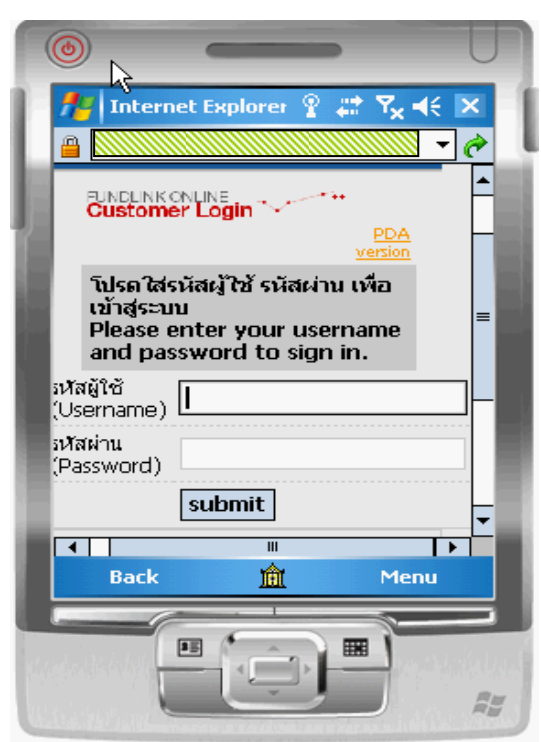 Internet Explorer
FUNDLINK ONLINE
Customer Login
PDA
version
โปรดใส่รหัสผู้ใช้ รหัสผ่าน เพื่อ
เข้าสู่ระบบ
Please enter your username
and password to sign in.
รหัสผู้ใช้
(Username)
รหัสผ่าน
(Password)
submit
Back
Menu